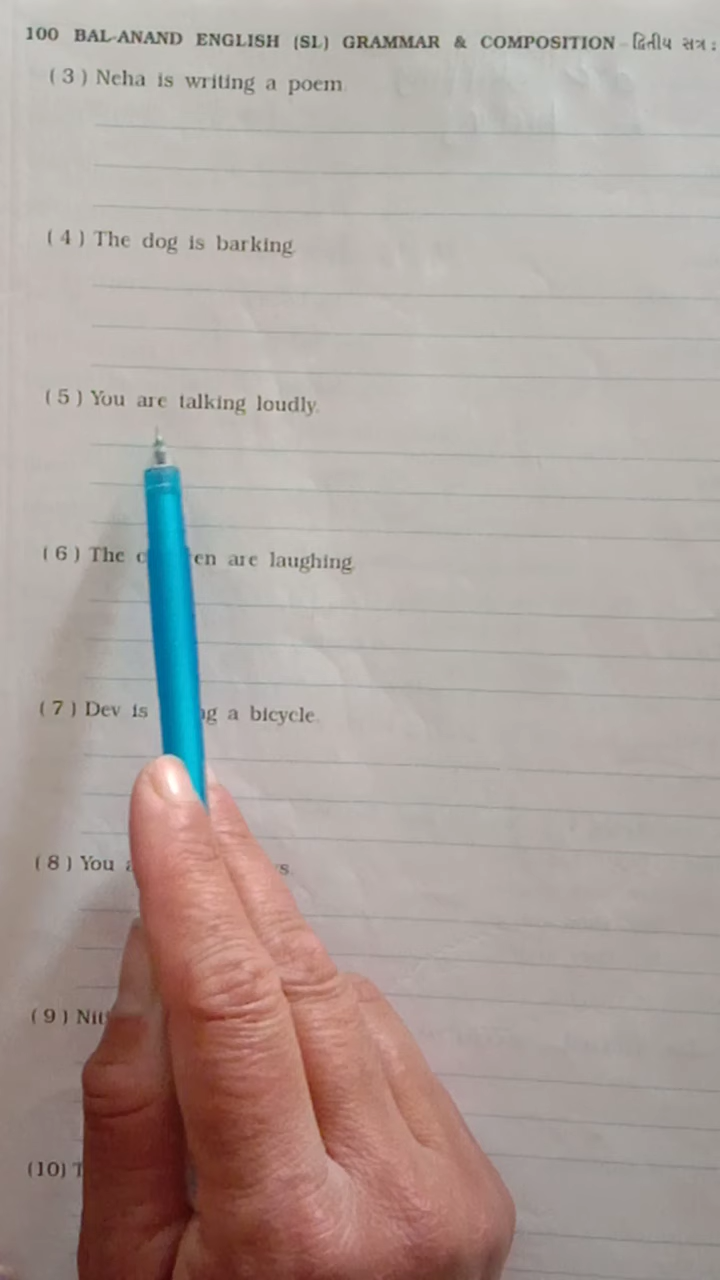 100 BAL-ANAND ENGLISH (SL) GRAMMAR & COMPOSITION - દ્વિતીય સત્ર :
(3) Neha is writing a poem.
(4) The dog is barking.
(5) You are talking loudly.
(6) The are laughing.
(7) Dev is a bicycle.
(8) You
(9)
(10)